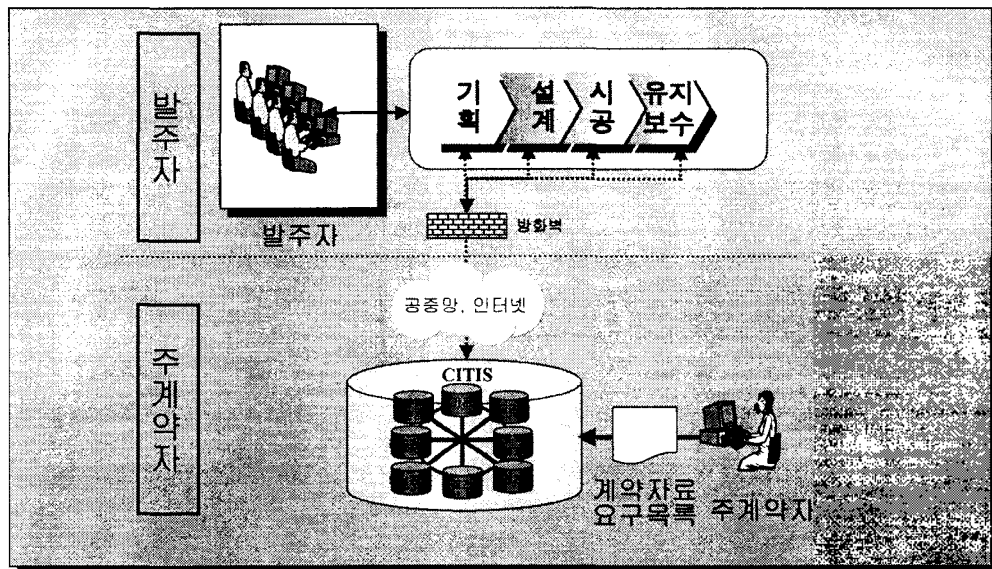 발주자
발주자
기획
설계
시공
유지
보수
방화벽
공중망, 인터넷
주계약자
CITIS
계약자료
요구목록
주계약자